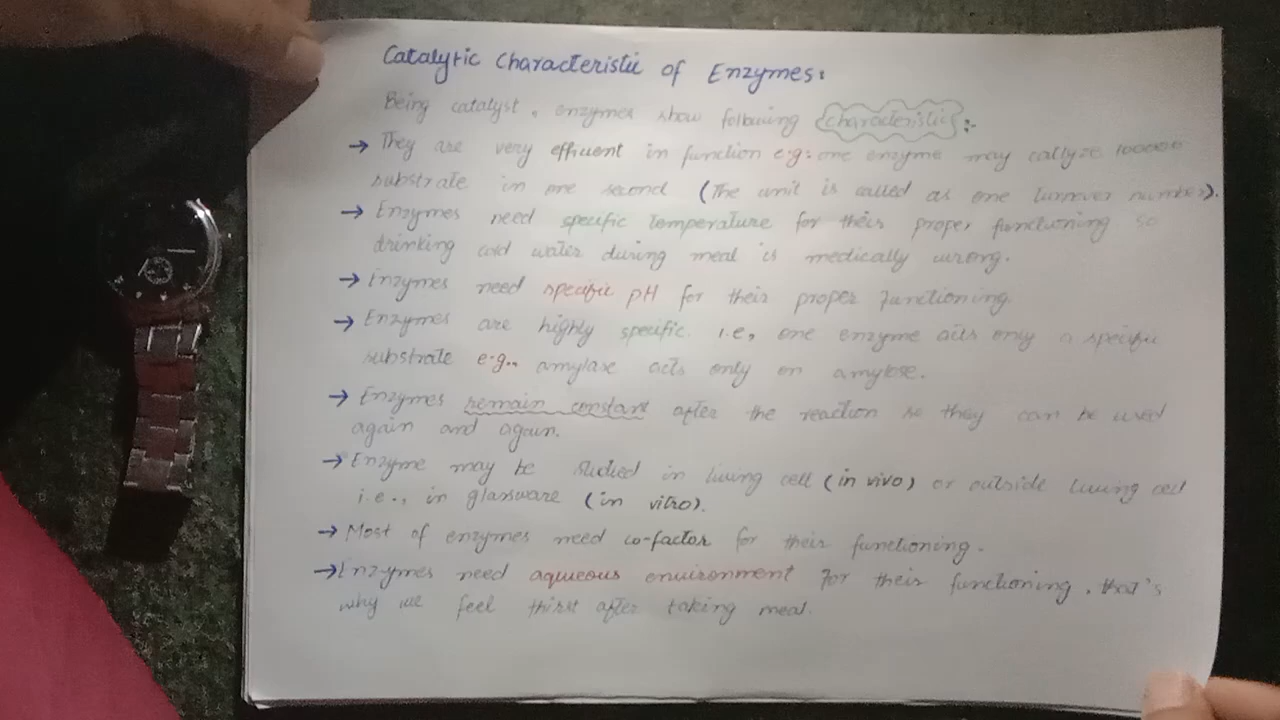 Catalytic Characteristic of Enzymes:
Being catalyst, enzymes show following characteristic:-
→ They are very efficient in function e.g: one enzyme may catlyze 100000
substrate in one second (The unit is called as one turnover number).
→ Enzymes need specific temperature for their proper functioning so
drinking cold water during meal is medically wrong.
→ Enzymes need specific pH for their proper functioning.
→ Enzymes are highly specific. i.e, one enzyme acts only a specific
substrate e-g., amylase acts only on amylose.
→ Enzymes remain constant after the reaction so they can be used
again and again.
→ Enzyme may be studied in living cell (in vivo) or outside living cell
i.e., in glassware (in vitro).
→ Most of enzymes need co-factor for their functioning.
→ Enzymes need aqueous environment for their functioning, that's
why we feel thirst after taking meal.